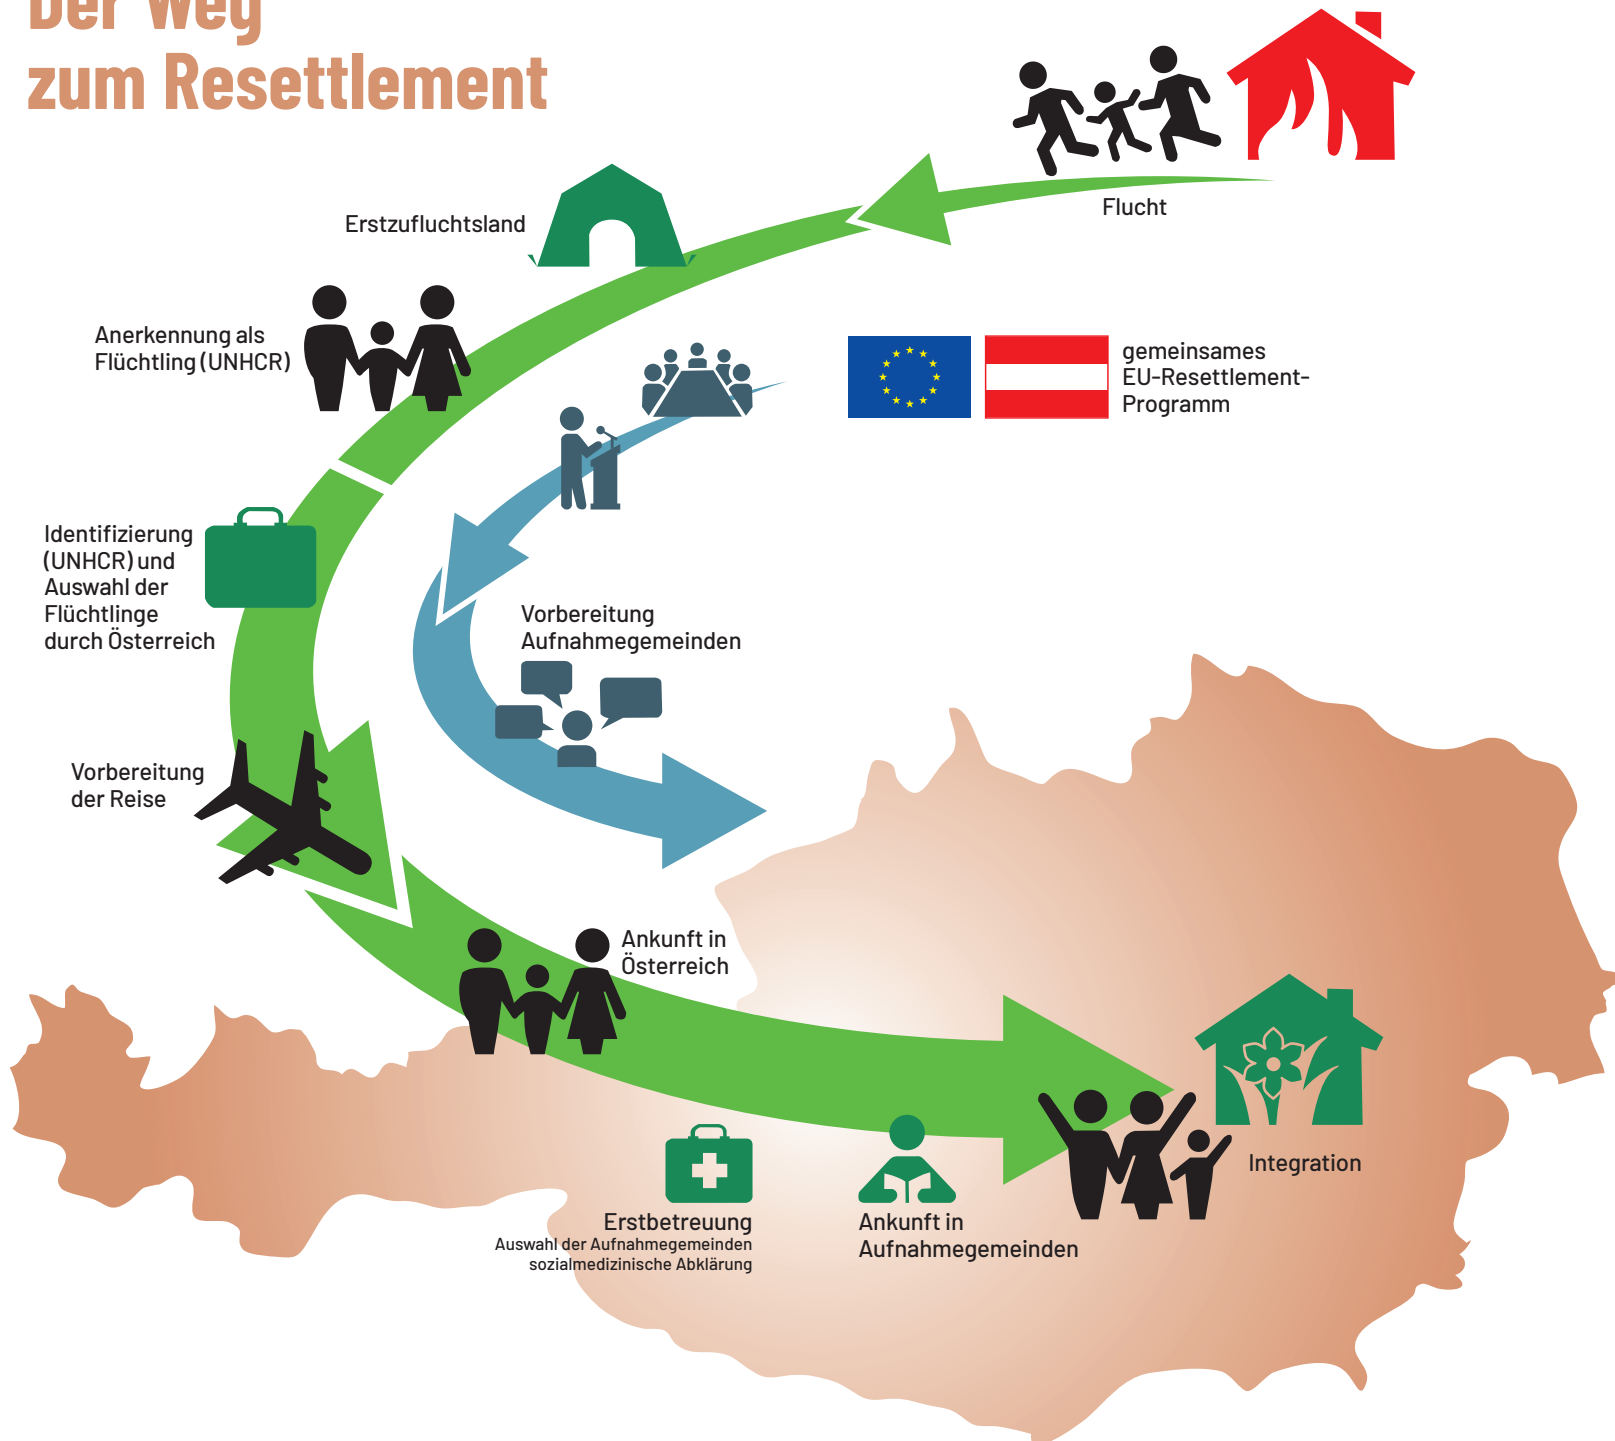 Der Weg
zum Resettlement
Flucht
Erstzufluchtsland
Anerkennung als
Flüchtling (UNHCR)
gemeinsames
EU-Resettlement-
Programm
Identifizierung
(UNHCR) und
Auswahl der
Flüchtlinge
durch Österreich
Vorbereitung
Aufnahmegemeinden
Vorbereitung
der Reise
Ankunft in
Österreich
Integration
Erstbetreuung
Auswahl der Aufnahmegemeinden
sozialmedizinische Abklärung
Ankunft in
Aufnahmegemeinden